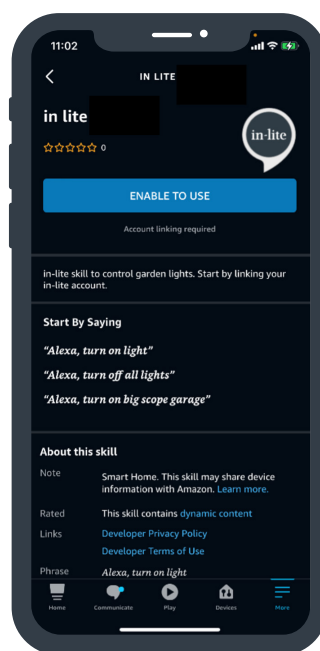 11:02
IN LITE
in lite
0
in-lite
ENABLE TO USE
Account linking required
in-lite skill to control garden lights. Start by linking your
in-lite account.
Start By Saying
“Alexa, turn on light”
“Alexa, turn off all lights”
“Alexa, turn on big scope garage”
About this skill
Note Smart Home. This skill may share device
information with Amazon. Learn more.
Rated This skill contains dynamic content
Links Developer Privacy Policy
Developer Terms of Use
Phrase Alexa, turn on light
Home Communicate Play Devices More